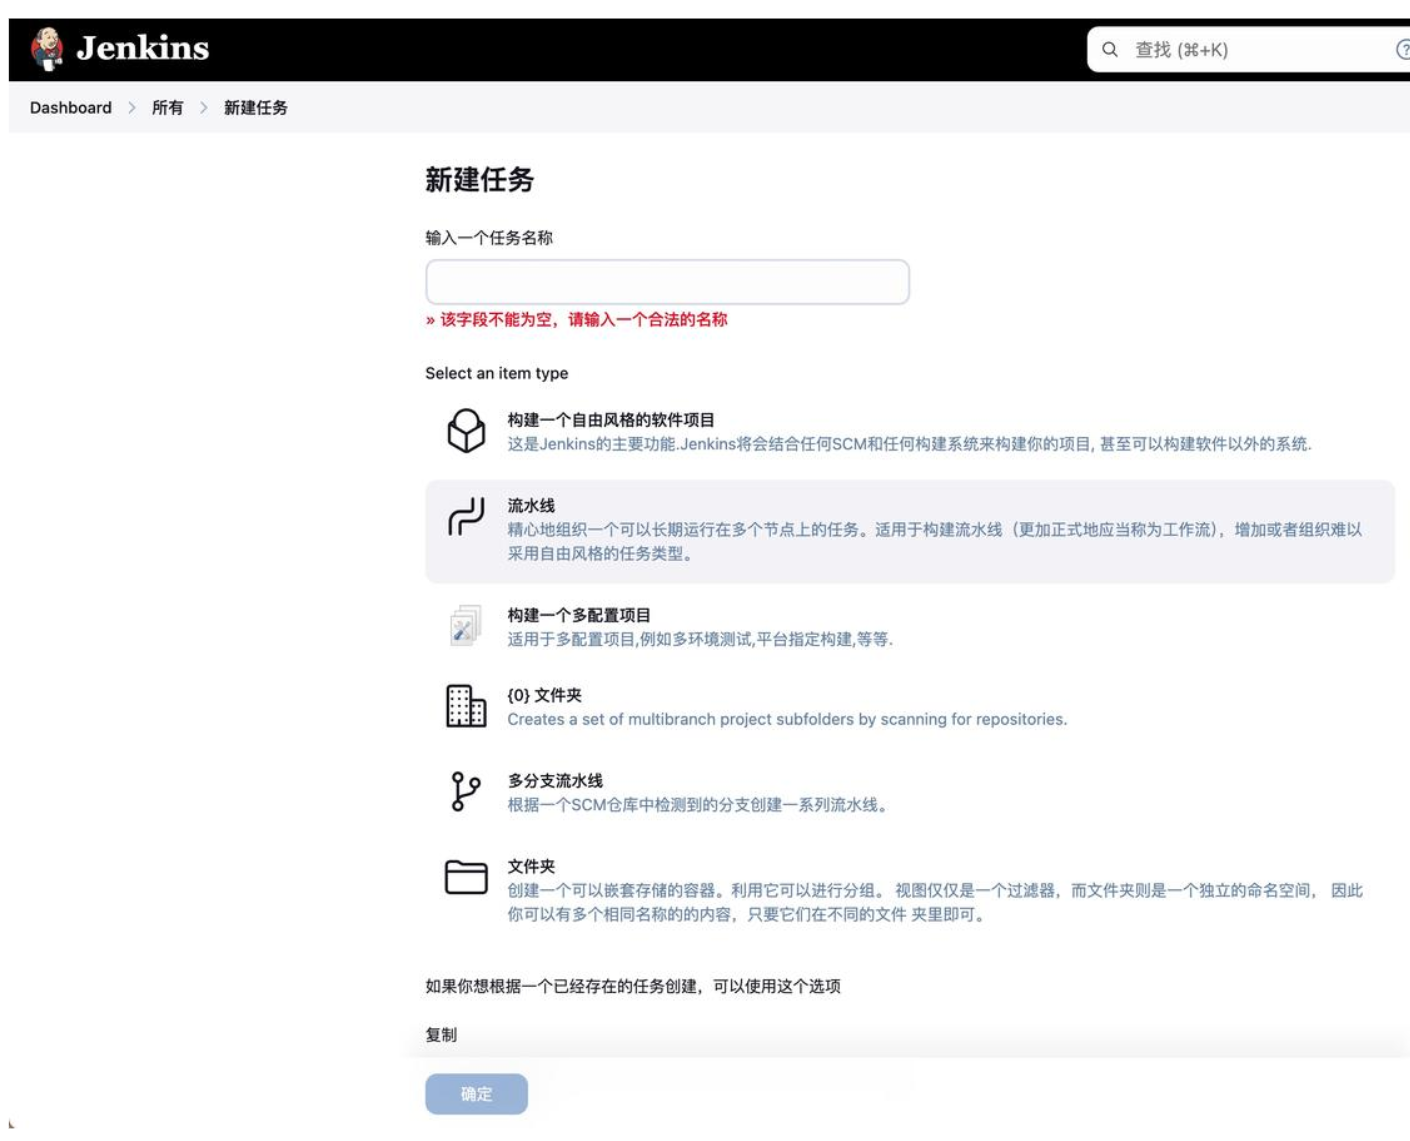 Jenkins
查找 (⌘+K)
Dashboard > 所有 > 新建任务
新建任务
输入一个任务名称
» 该字段不能为空，请输入一个合法的名称
Select an item type
构建一个自由风格的软件项目
这是Jenkins的主要功能.Jenkins将会结合任何SCM和任何构建系统来构建你的项目, 甚至可以构建软件以外的系统.
流水线
精心地组织一个可以长期运行在多个节点上的任务。适用于构建流水线（更加正式地应当称为工作流），增加或者组织难以
采用自由风格的任务类型。
构建一个多配置项目
适用于多配置项目,例如多环境测试,平台指定构建,等等.
{0} 文件夹
Creates a set of multibranch project subfolders by scanning for repositories.
多分支流水线
根据一个SCM仓库中检测到的分支创建一系列流水线。
文件夹
创建一个可以嵌套存储的容器。利用它可以进行分组。 视图仅仅是一个过滤器，而文件夹则是一个独立的命名空间， 因此
你可以有多个相同名称的的内容，只要它们在不同的文件 夹里即可。
如果你想根据一个已经存在的任务创建，可以使用这个选项
复制
确定